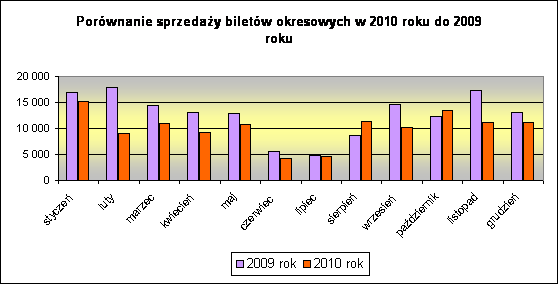 Porównanie sprzedaży biletów okresowych w 2010 roku do 2009
roku
20 000
15 000
10 000
5 000
0
styczeń
luty
marzec
kwiecień
maj
czerwiec
lipiec
sierpień
wrzesień
październik
listopad
grudzień
2009 rok
2010 rok